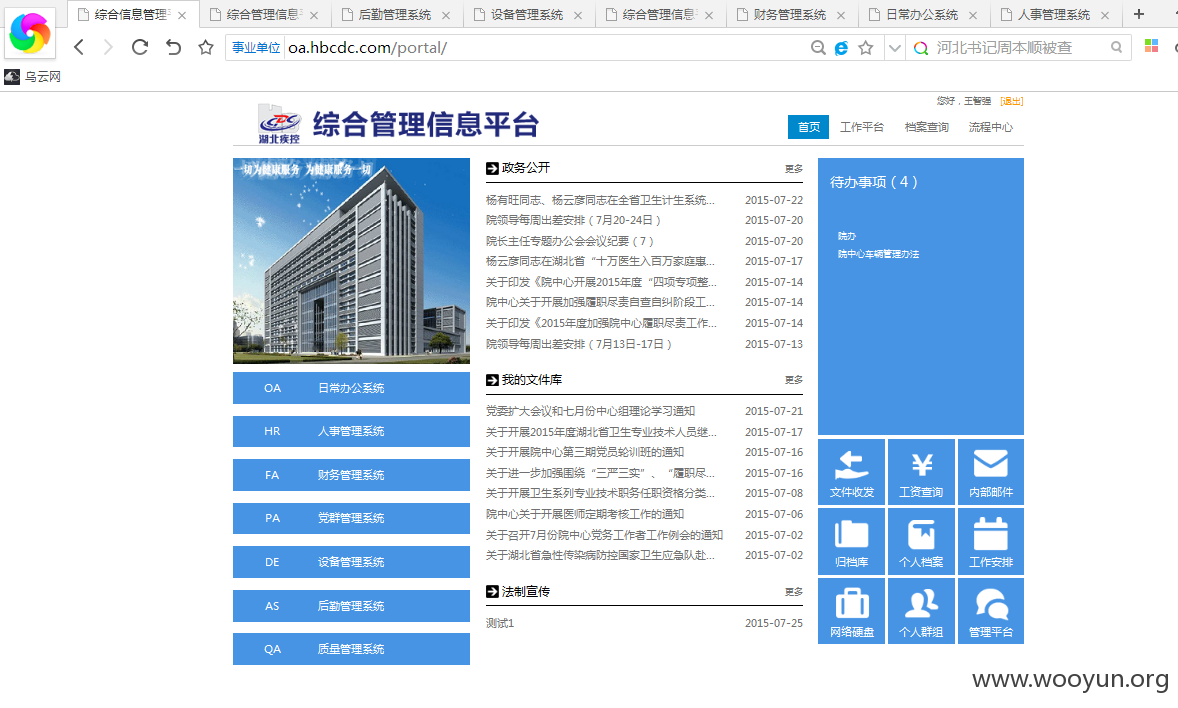 综合信息管理
综合管理信息
后勤管理系统
设备管理系统
综合管理信息
财务管理系统
日常办公系统
人事管理系统
事业单位 oa.hbcdc.com/portal/
河北书记周本顺被查
乌云网
您好，王智强 [退出]
湖北疾控
综合管理信息平台
首页 工作平台 档案查询 流程中心
一切为健康服务 为健康服务一切
OA 日常办公系统
HR 人事管理系统
FA 财务管理系统
PA 党群管理系统
DE 设备管理系统
AS 后勤管理系统
QA 质量管理系统
政务公开 更多
杨有旺同志、杨云彦同志在全省卫生计生系统... 2015-07-22
院领导每周出差安排（7月20-24日） 2015-07-20
院长主任专题办公会会议纪要（7） 2015-07-20
杨云彦同志在湖北省“十万医生入百万家庭惠... 2015-07-17
关于印发《院中心开展2015年度“四项专项整... 2015-07-14
院中心关于开展加强履职尽责自查自纠阶段工... 2015-07-14
关于印发《2015年度加强院中心履职尽责工作... 2015-07-14
院领导每周出差安排（7月13日-17日） 2015-07-13
我的文件库 更多
党委扩大会议和七月份中心组理论学习通知 2015-07-21
关于开展2015年度湖北省卫生专业技术人员继... 2015-07-17
关于开展院中心第三期党员轮训班的通知 2015-07-16
关于进一步加强围绕“三严三实”、“履职尽... 2015-07-16
关于开展卫生系列专业技术职务任职资格分类... 2015-07-08
院中心关于开展医师定期考核工作的通知 2015-07-06
关于召开7月份院中心党务工作者工作例会的通知 2015-07-02
关于湖北省急性传染病防控国家卫生应急队赴... 2015-07-02
法制宣传 更多
测试1 2015-07-25
待办事项（4）
院办
院中心车辆管理办法
文件收发 工资查询 内部邮件
归档库 个人档案 工作安排
网络硬盘 个人群组 管理平台
www.wooyun.org